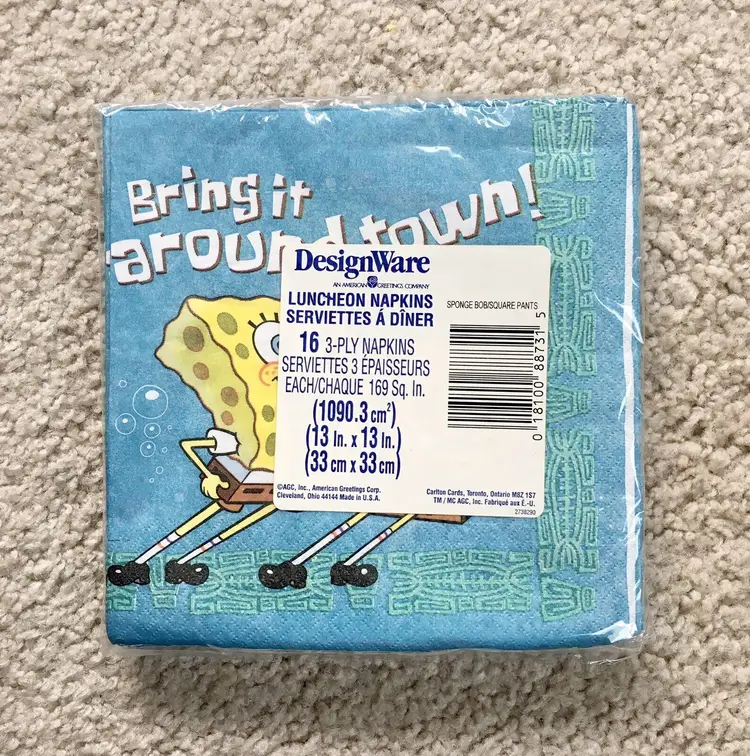 Bring it
around town!
DesignWare
AN AMERICAN GREETINGS COMPANY
LUNCHEON NAPKINS
SERVIETTES Á DÎNER
16 3-PLY NAPKINS
SERVIETTES 3 ÉPAISSEURS
EACH/CHAQUE 169 Sq. In.
(1090.3 cm²)
(13 In. x 13 In.)
(33 cm x 33 cm)
©AGC, Inc., American Greetings Corp.
Cleveland, Ohio 44144 Made in U.S.A.
SPONGE BOB/SQUARE PANTS
0 18100 88731 5
Carlton Cards, Toronto, Ontario M8Z 1S7
TM / MC AGC, Inc. Fabriqué aux É.-U.
2738290